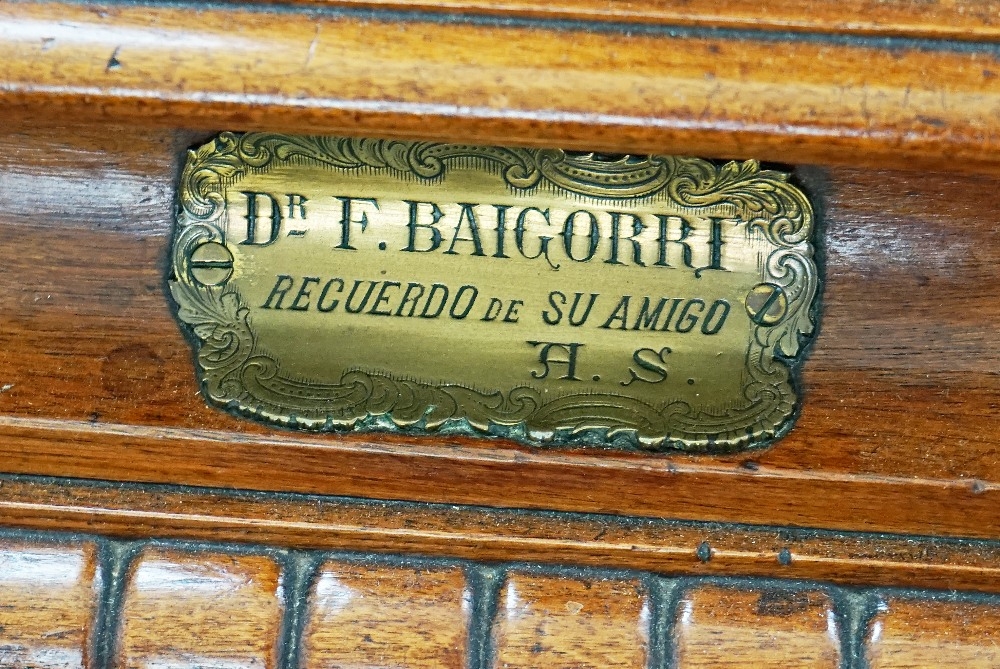 Dᴿ F. BAIGORRI
RECUERDO DE SU AMIGO
A. S.